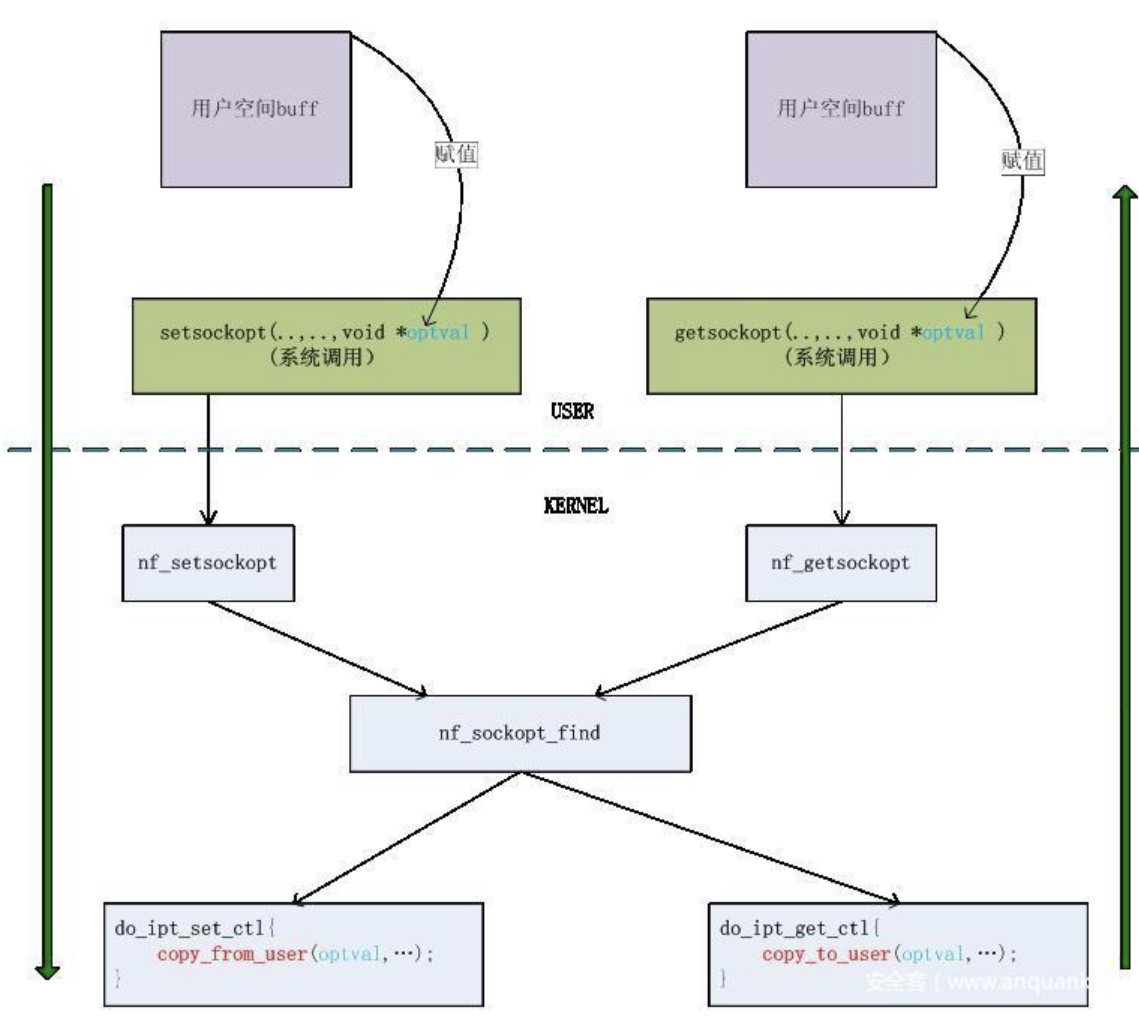 用户空间buff
用户空间buff
赋值
赋值
setsockopt(..,..,void *optval )
(系统调用)
getsockopt(..,..,void *optval )
(系统调用)
USER
KERNEL
nf_setsockopt
nf_getsockopt
nf_sockopt_find
do_ipt_set_ctl{
copy_from_user(optval,…);
}
do_ipt_get_ctl{
copy_to_user(optval,…);
}
安全客 ( www.anquank